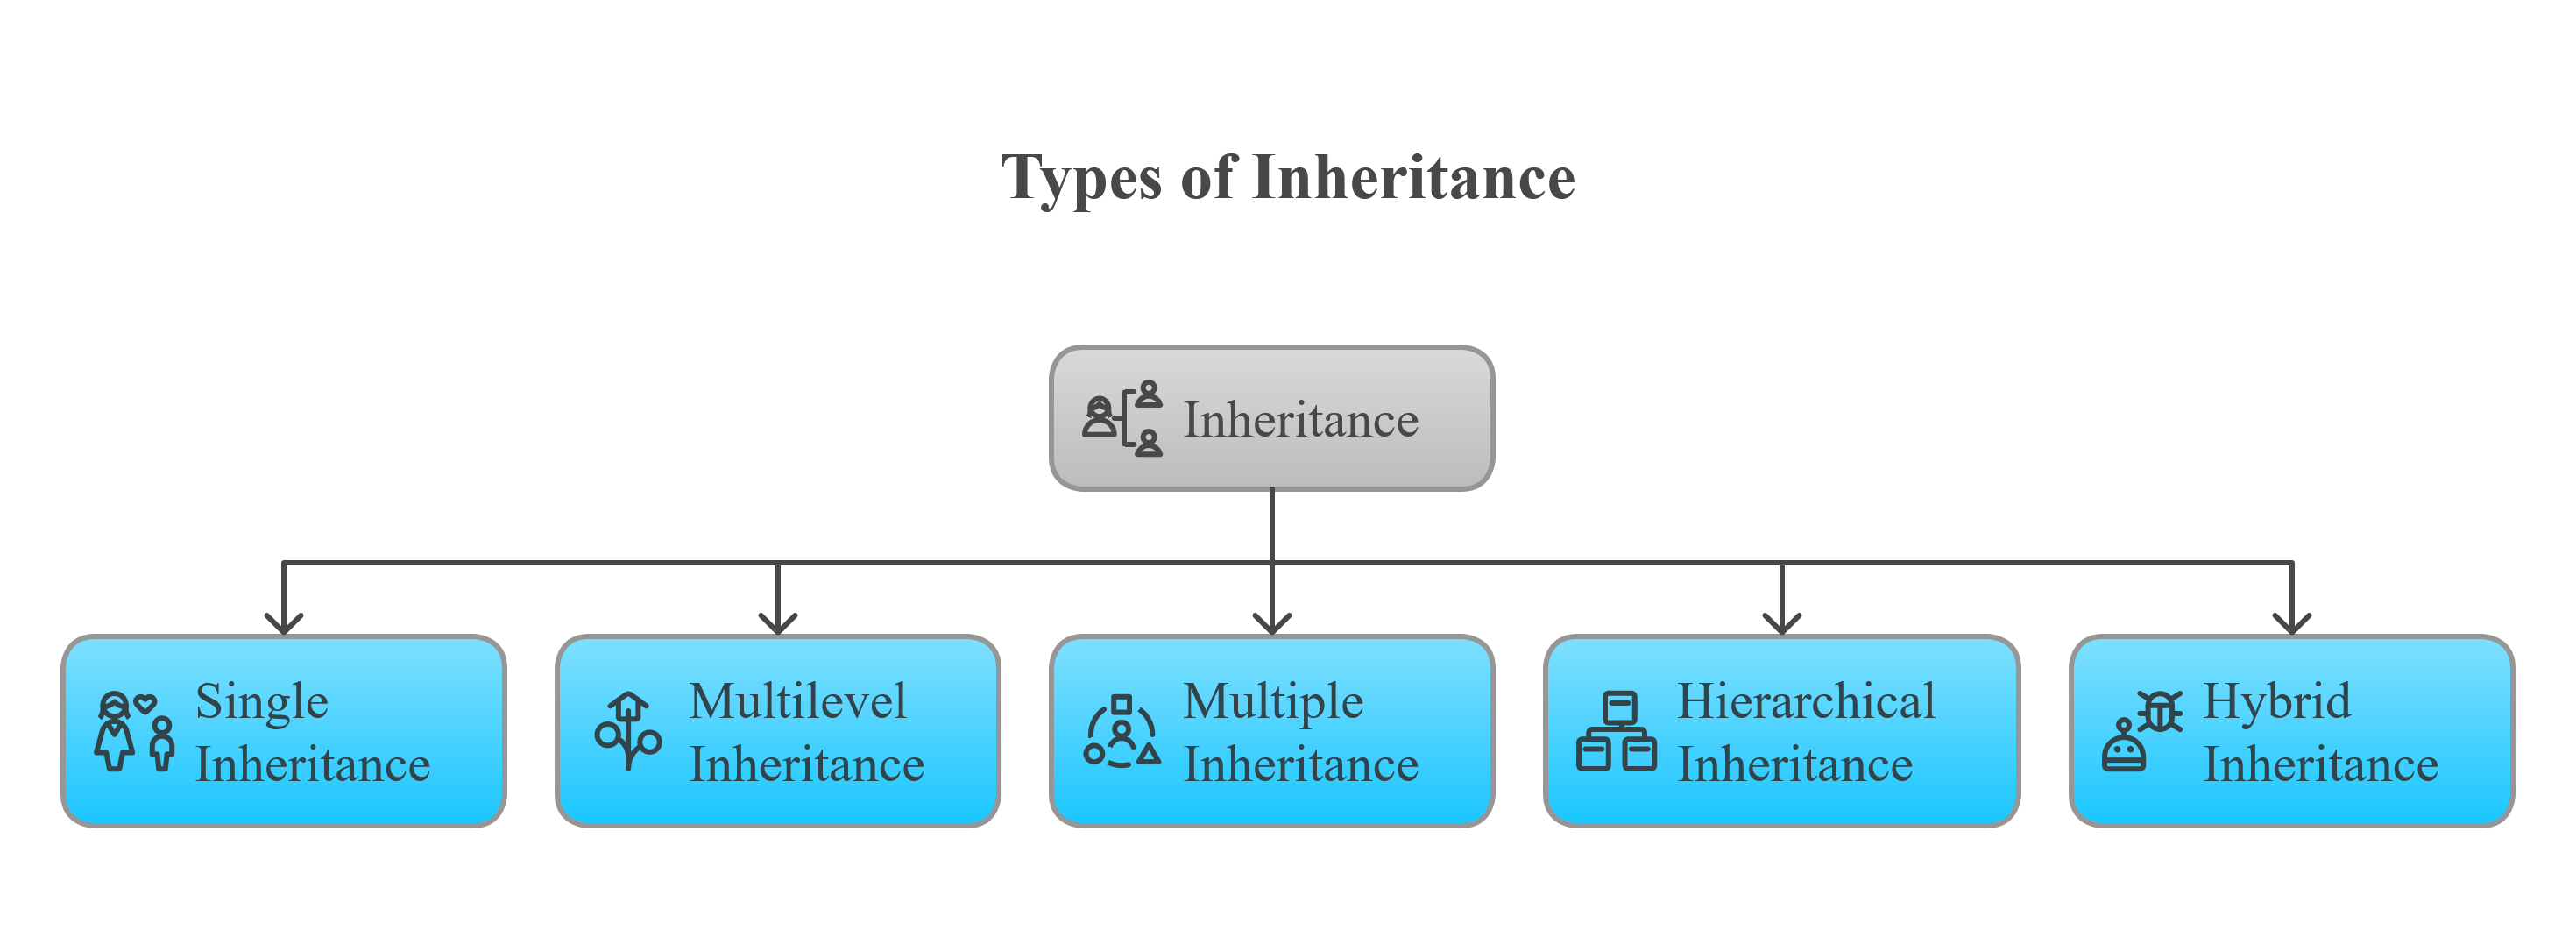 Types of Inheritance
Inheritance
Single
Inheritance
Multilevel
Inheritance
Multiple
Inheritance
Hierarchical
Inheritance
Hybrid
Inheritance